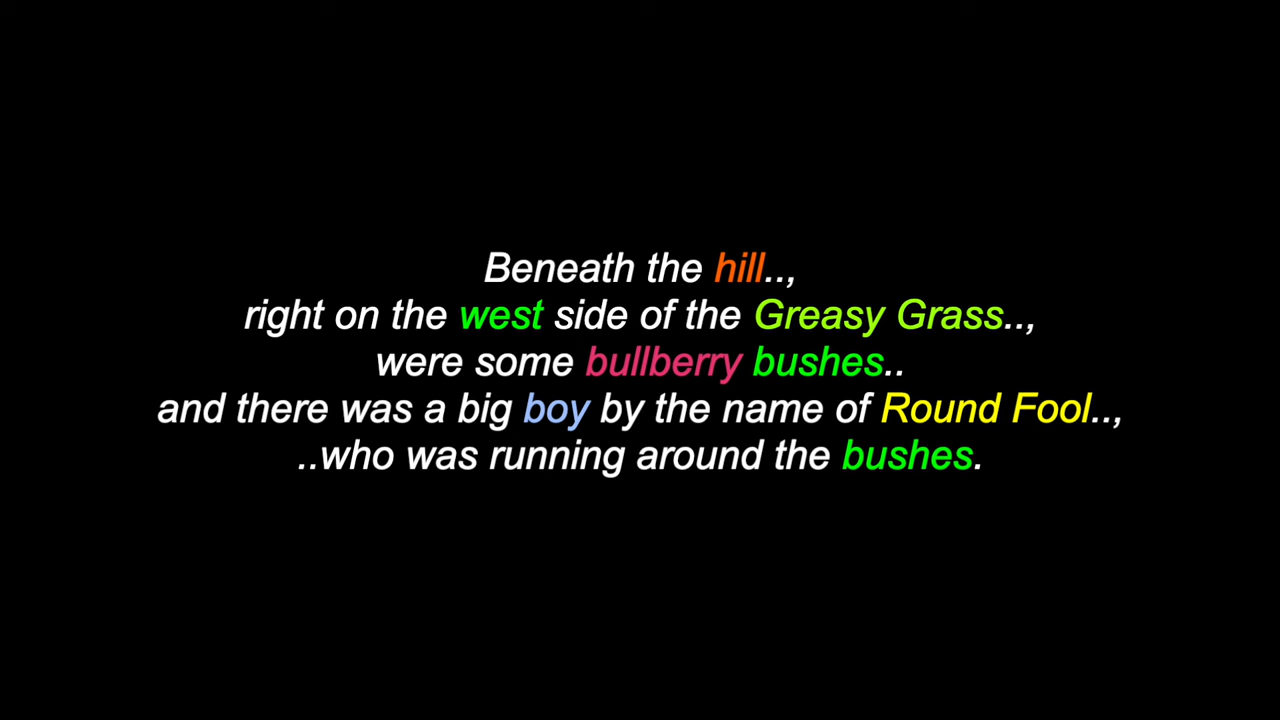 Beneath the hill..,
right on the west side of the Greasy Grass..,
were some bullberry bushes..
and there was a big boy by the name of Round Fool..,
..who was running around the bushes.